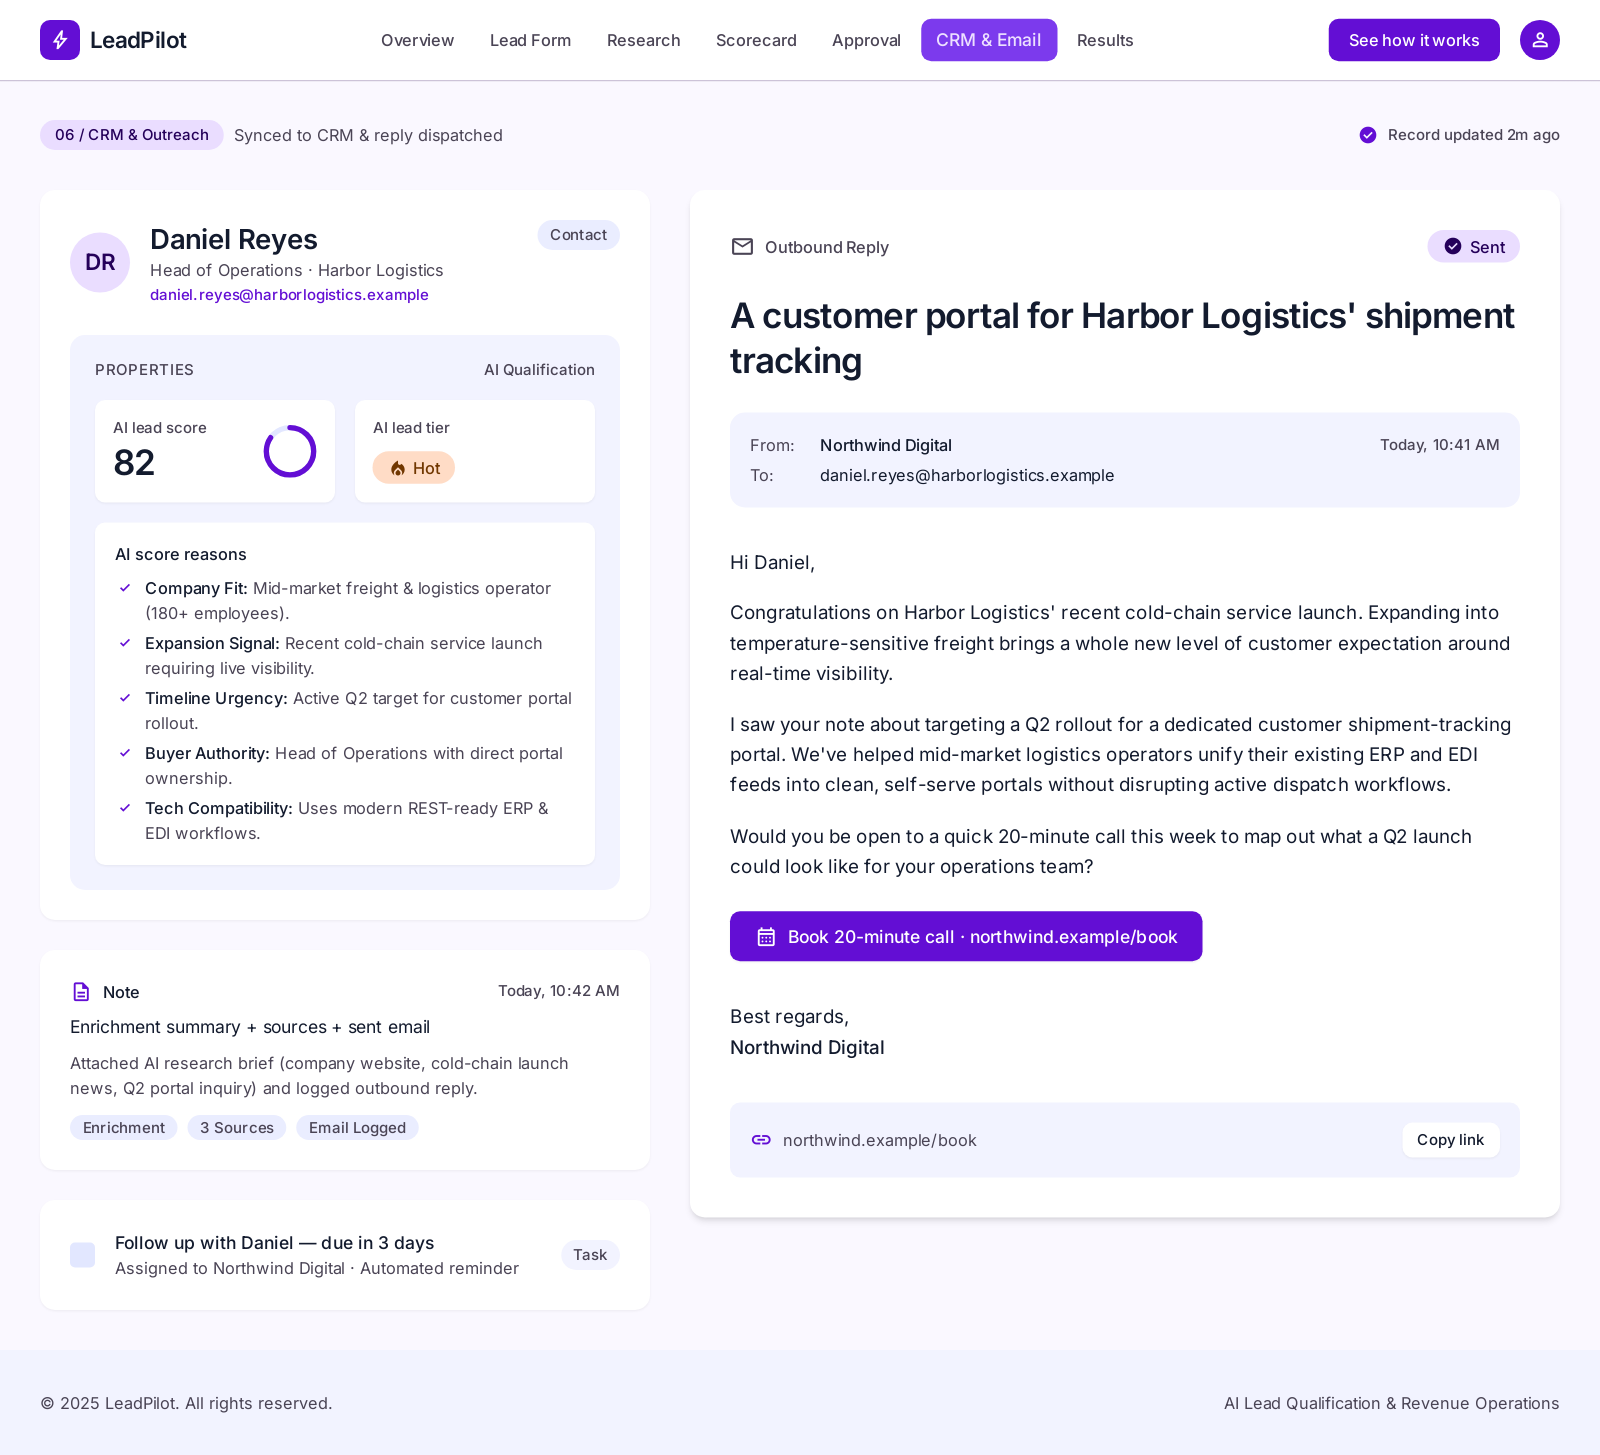 LeadPilot
Overview
Lead Form
Research
Scorecard
Approval
CRM & Email
Results
See how it works
06 / CRM & Outreach
Synced to CRM & reply dispatched
Record updated 2m ago
DR
Daniel Reyes
Contact
Head of Operations · Harbor Logistics
daniel.reyes@harborlogistics.example
PROPERTIES
AI Qualification
AI lead score
82
AI lead tier
Hot
AI score reasons
Company Fit: Mid-market freight & logistics operator
(180+ employees).
Expansion Signal: Recent cold-chain service launch
requiring live visibility.
Timeline Urgency: Active Q2 target for customer portal
rollout.
Buyer Authority: Head of Operations with direct portal
ownership.
Tech Compatibility: Uses modern REST-ready ERP &
EDI workflows.
Note
Today, 10:42 AM
Enrichment summary + sources + sent email
Attached AI research brief (company website, cold-chain launch
news, Q2 portal inquiry) and logged outbound reply.
Enrichment
3 Sources
Email Logged
Follow up with Daniel — due in 3 days
Assigned to Northwind Digital · Automated reminder
Task
Outbound Reply
Sent
A customer portal for Harbor Logistics' shipment
tracking
From: Northwind Digital
Today, 10:41 AM
To: daniel.reyes@harborlogistics.example
Hi Daniel,
Congratulations on Harbor Logistics' recent cold-chain service launch. Expanding into
temperature-sensitive freight brings a whole new level of customer expectation around
real-time visibility.
I saw your note about targeting a Q2 rollout for a dedicated customer shipment-tracking
portal. We've helped mid-market logistics operators unify their existing ERP and EDI
feeds into clean, self-serve portals without disrupting active dispatch workflows.
Would you be open to a quick 20-minute call this week to map out what a Q2 launch
could look like for your operations team?
Book 20-minute call · northwind.example/book
Best regards,
Northwind Digital
northwind.example/book
Copy link
© 2025 LeadPilot. All rights reserved.
AI Lead Qualification & Revenue Operations